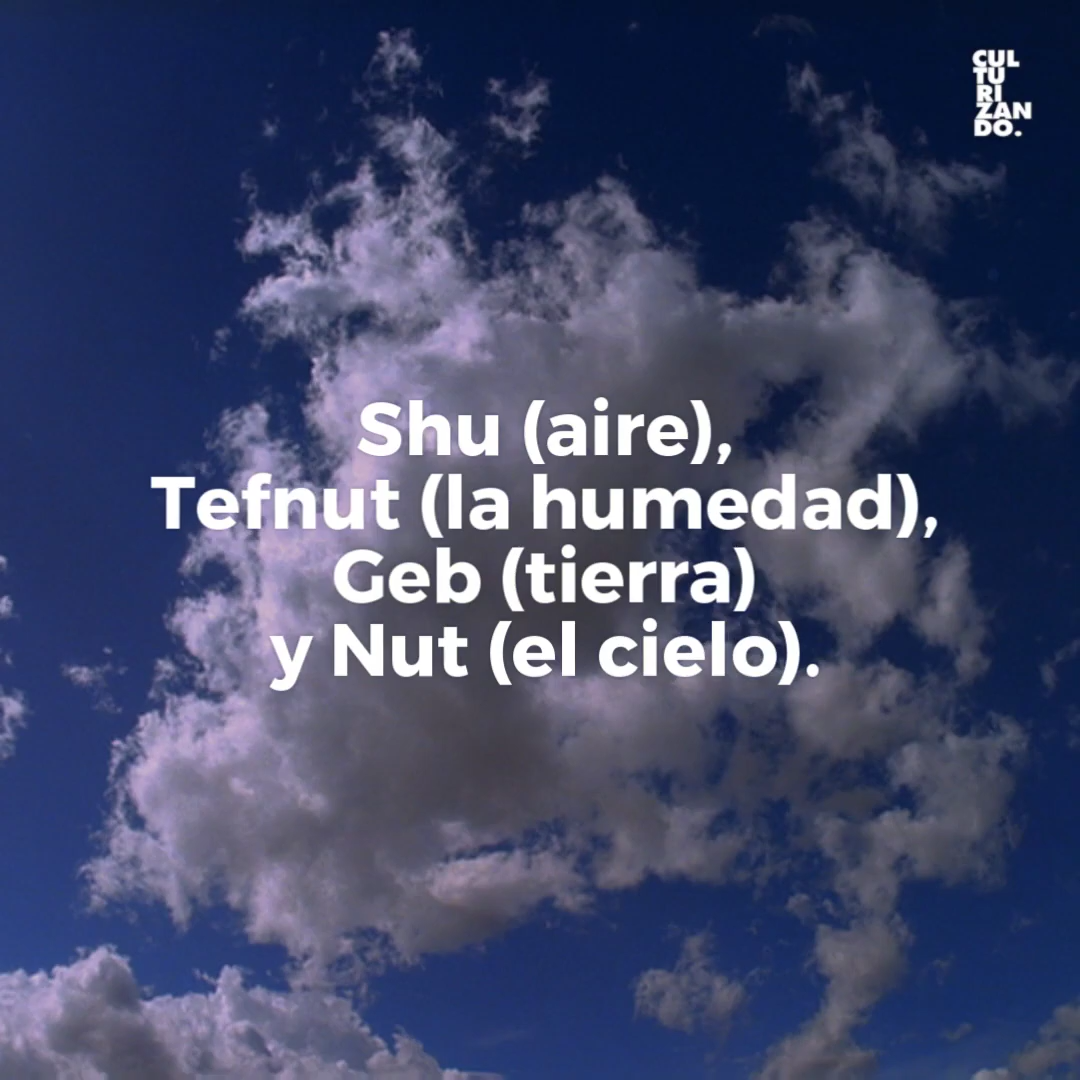 CUL
TU
RI
ZAN
DO.
Shu (aire),
Tefnut (la humedad),
Geb (tierra)
y Nut (el cielo).